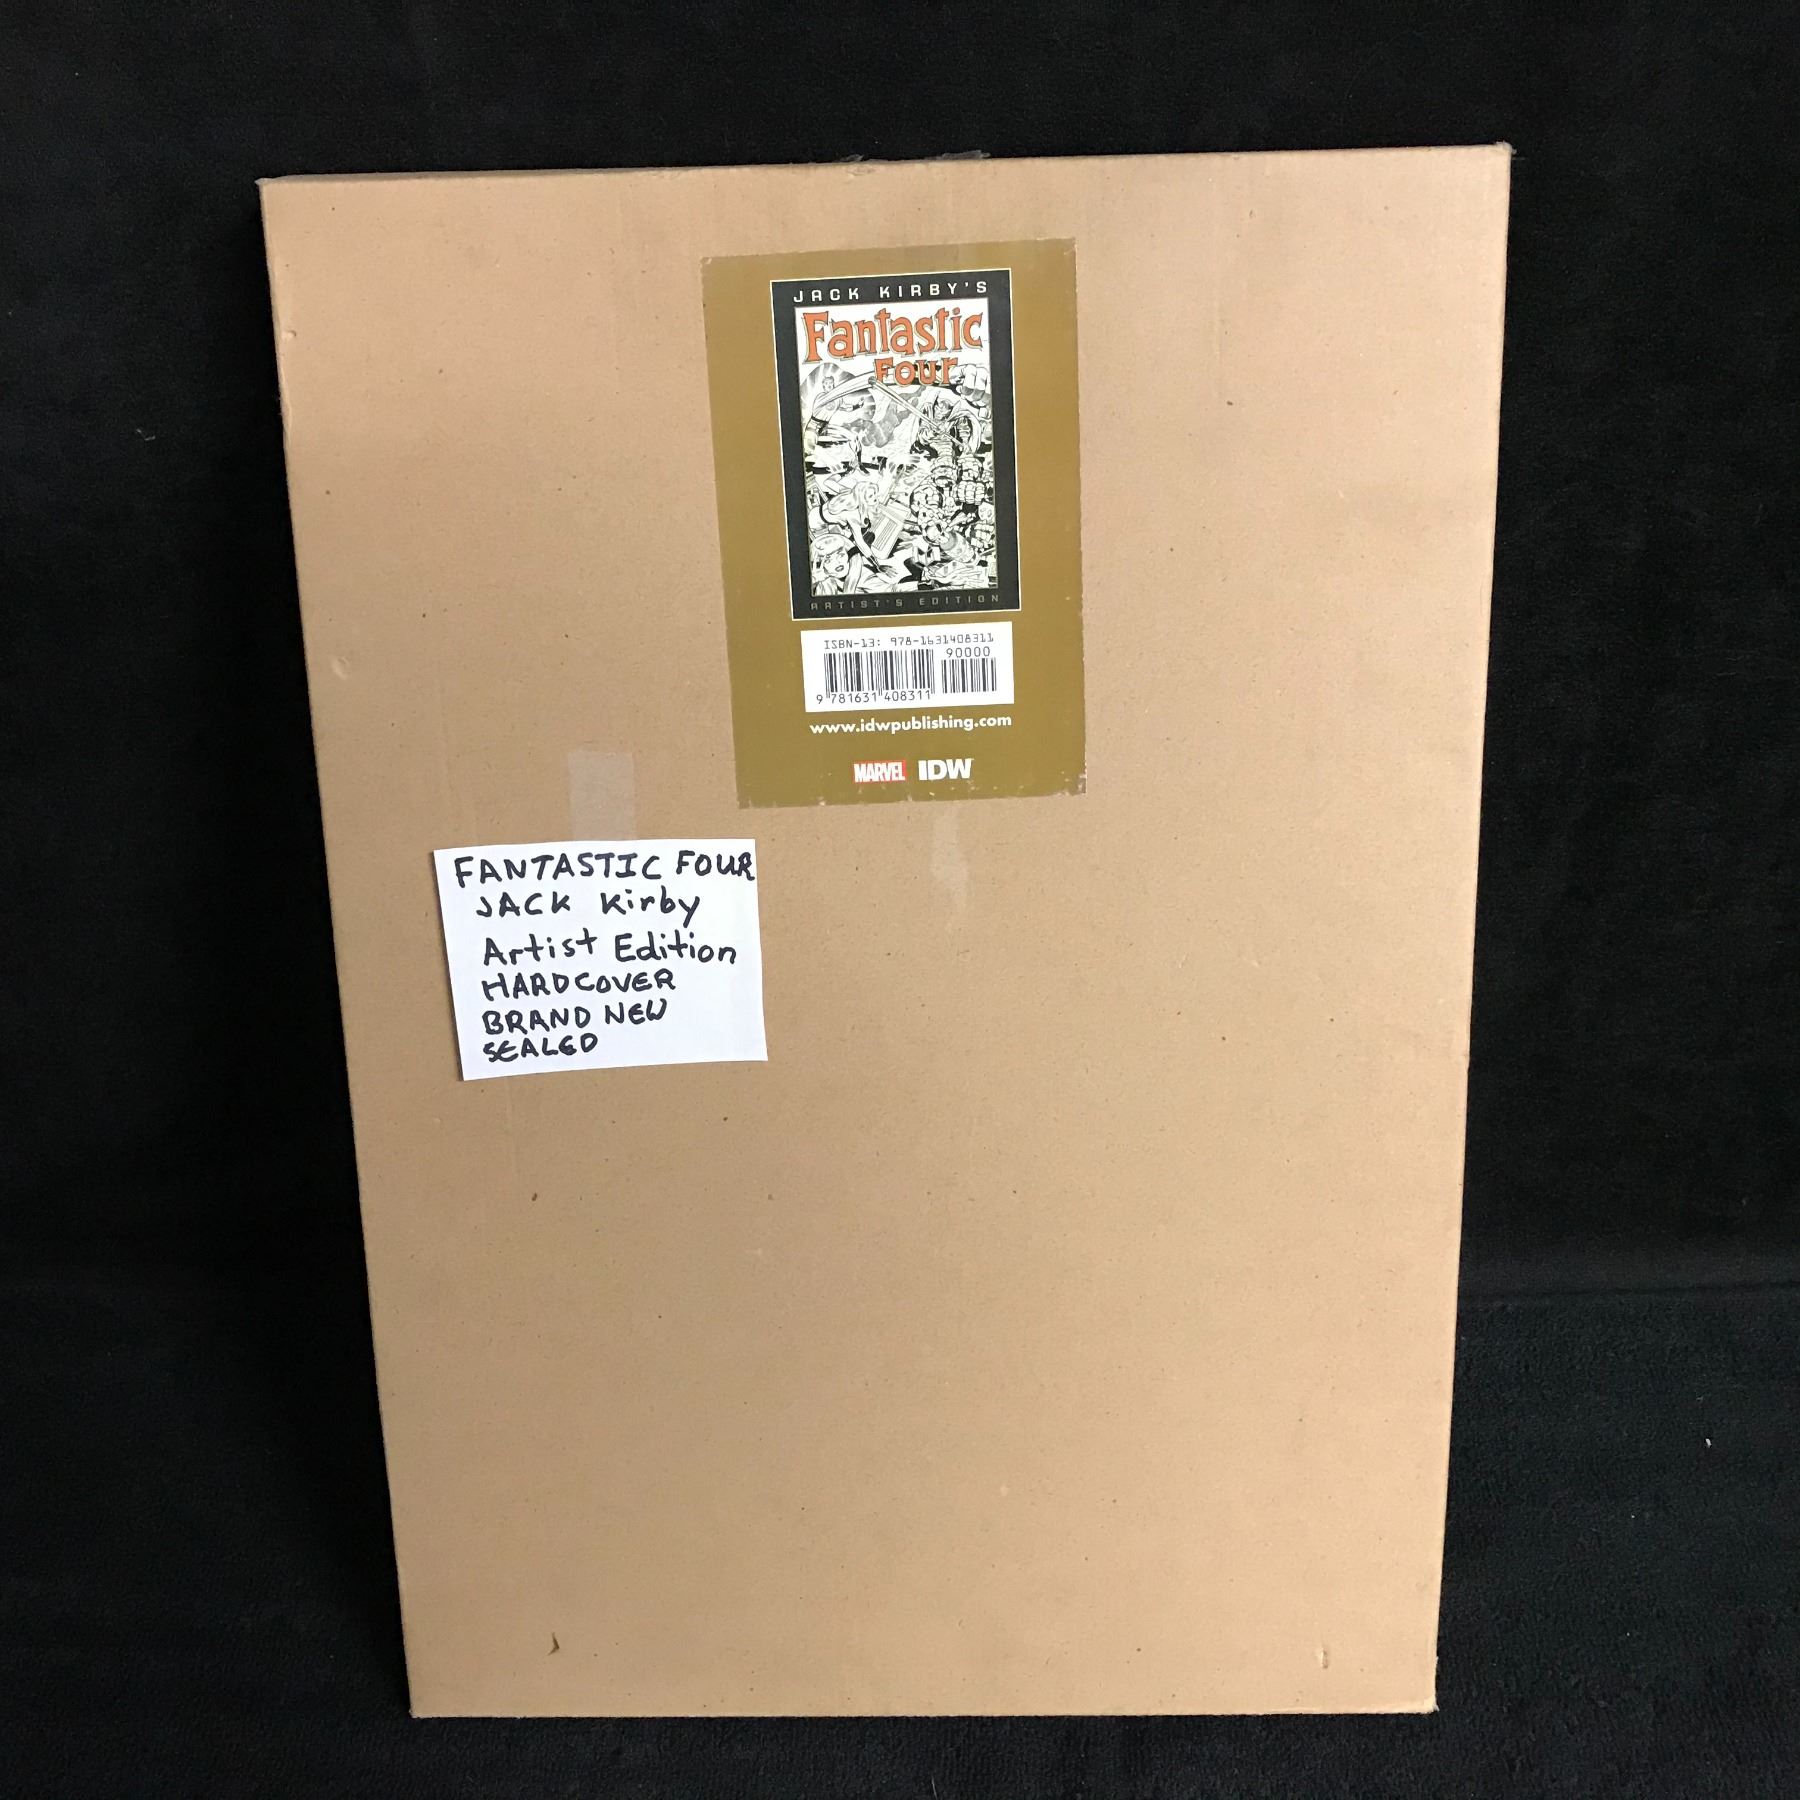 JACK KIRBY'S
Fantastic
Four
ARTIST'S EDITION
ISBN-13: 978-1631408311
90000
9 781631 408311
www.idwpublishing.com
MARVEL IDW
FANTASTIC FOUR
JACK Kirby
Artist Edition
HARDCOVER
BRAND NEW
SEALED